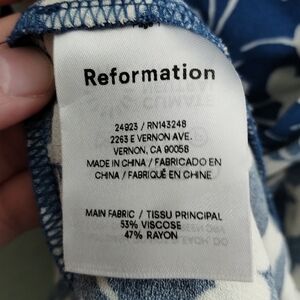 Reformation
24923 / RN143248
2263 E VERNON AVE.
VERNON, CA 90058
MADE IN CHINA / FABRICADO EN
CHINA / FABRIQUÉ EN CHINE
MAIN FABRIC / TISSU PRINCIPAL
53% VISCOSE
47% RAYON